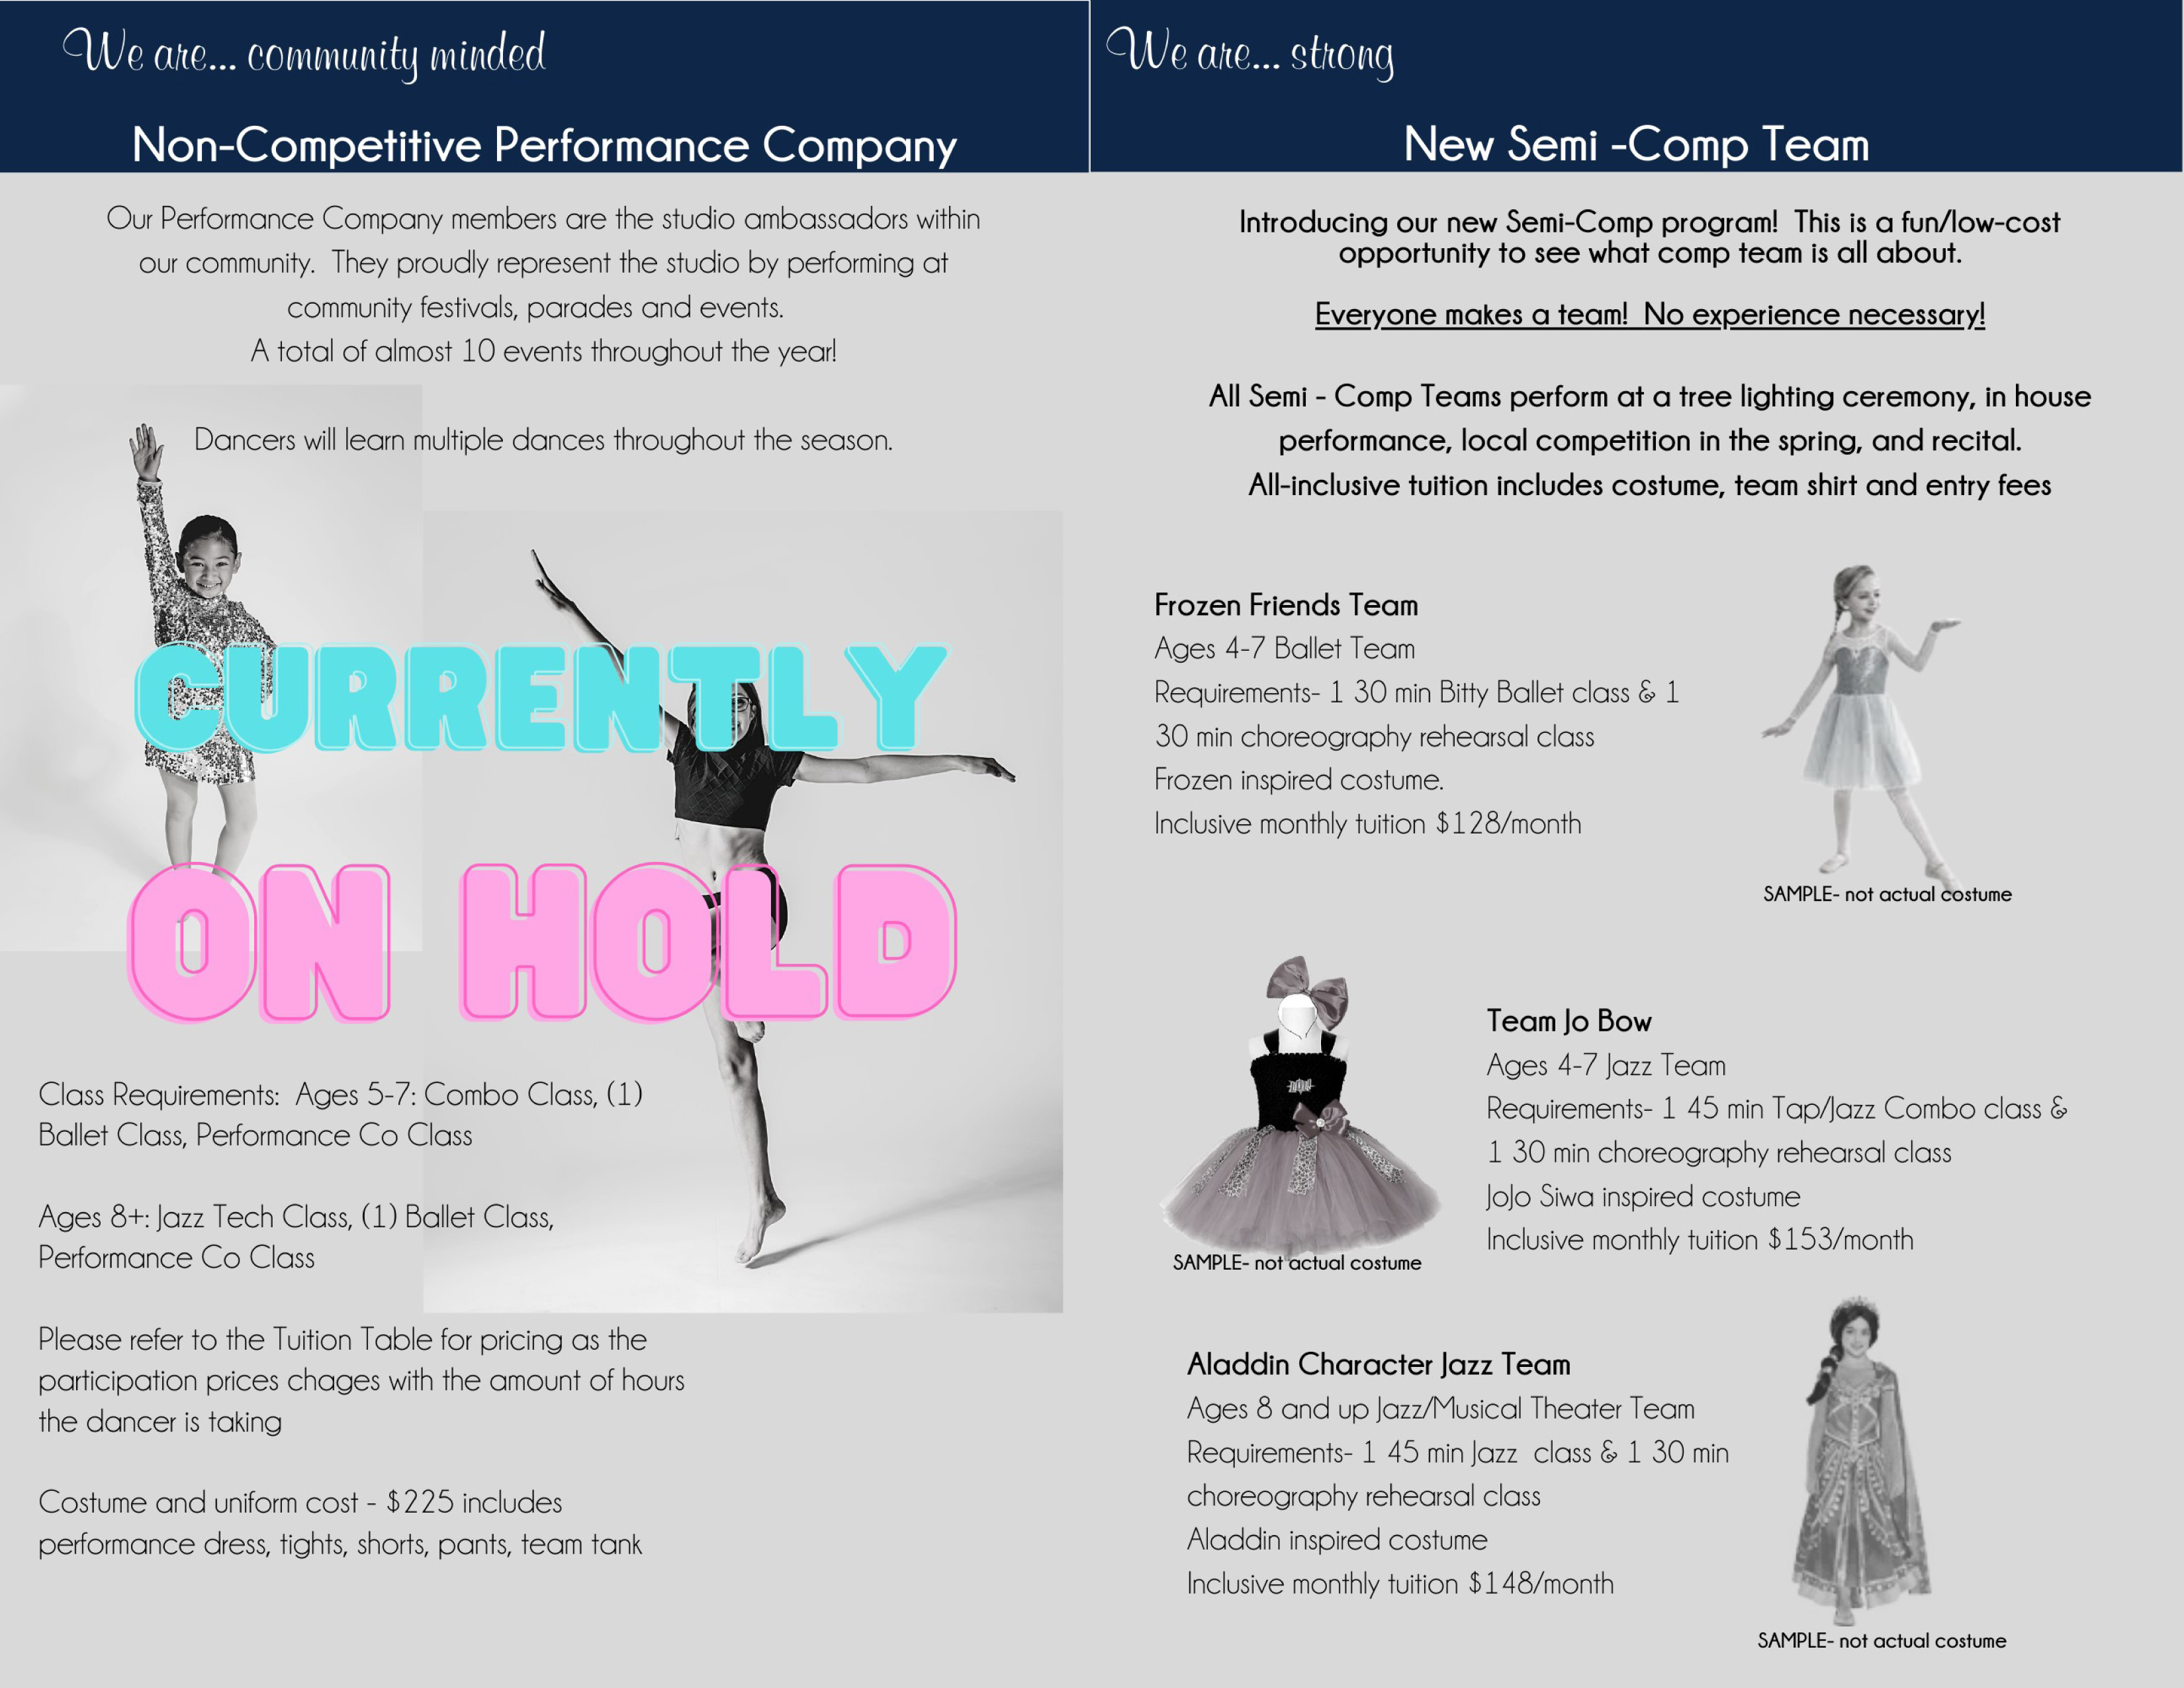 We are... community minded
Non-Competitive Performance Company
Our Performance Company members are the studio ambassadors within
our community.  They proudly represent the studio by performing at
community festivals, parades and events.
A total of almost 10 events throughout the year!
Dancers will learn multiple dances throughout the season.
CURRENTLY
ON HOLD
Class Requirements:  Ages 5-7: Combo Class, (1)
Ballet Class, Performance Co Class
Ages 8+: Jazz Tech Class, (1) Ballet Class,
Performance Co Class
Please refer to the Tuition Table for pricing as the
participation prices chages with the amount of hours
the dancer is taking
Costume and uniform cost - $225 includes
performance dress, tights, shorts, pants, team tank
We are... strong
New Semi -Comp Team
Introducing our new Semi-Comp program!  This is a fun/low-cost
opportunity to see what comp team is all about.
Everyone makes a team!  No experience necessary!
All Semi - Comp Teams perform at a tree lighting ceremony, in house
performance, local competition in the spring, and recital.
All-inclusive tuition includes costume, team shirt and entry fees
Frozen Friends Team
Ages 4-7 Ballet Team
Requirements- 1 30 min Bitty Ballet class & 1
30 min choreography rehearsal class
Frozen inspired costume.
Inclusive monthly tuition $128/month
SAMPLE- not actual costume
Team Jo Bow
Ages 4-7 Jazz Team
Requirements- 1 45 min Tap/Jazz Combo class &
1 30 min choreography rehearsal class
JoJo Siwa inspired costume
Inclusive monthly tuition $153/month
SAMPLE- not actual costume
Aladdin Character Jazz Team
Ages 8 and up Jazz/Musical Theater Team
Requirements- 1 45 min Jazz  class & 1 30 min
choreography rehearsal class
Aladdin inspired costume
Inclusive monthly tuition $148/month
SAMPLE- not actual costume